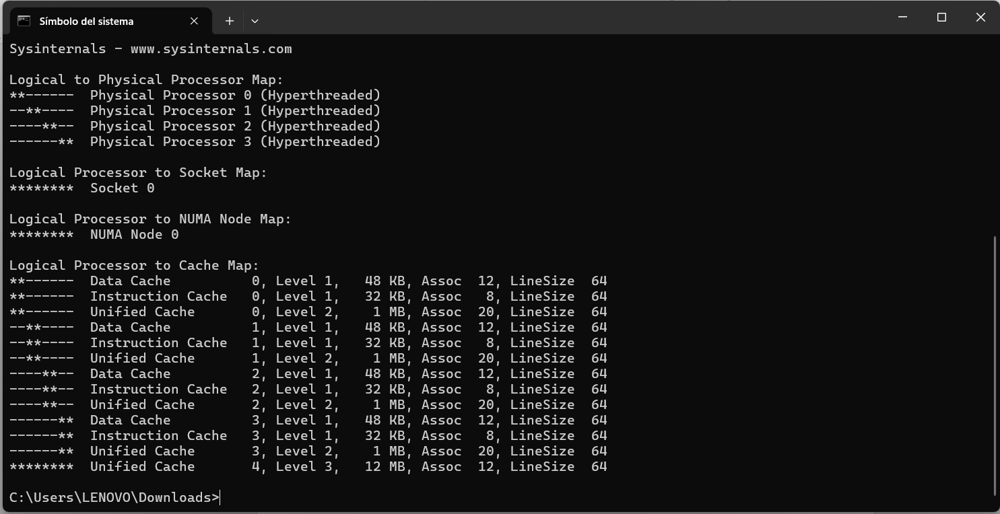 Símbolo del sistema
Sysinternals - www.sysinternals.com
Logical to Physical Processor Map:
**------  Physical Processor 0 (Hyperthreaded)
--**----  Physical Processor 1 (Hyperthreaded)
----**--  Physical Processor 2 (Hyperthreaded)
------**  Physical Processor 3 (Hyperthreaded)
Logical Processor to Socket Map:
********  Socket 0
Logical Processor to NUMA Node Map:
********  NUMA Node 0
Logical Processor to Cache Map:
**------  Data Cache          0, Level 1,   48 KB, Assoc  12, LineSize  64
**------  Instruction Cache   0, Level 1,   32 KB, Assoc   8, LineSize  64
**------  Unified Cache       0, Level 2,    1 MB, Assoc  20, LineSize  64
--**----  Data Cache          1, Level 1,   48 KB, Assoc  12, LineSize  64
--**----  Instruction Cache   1, Level 1,   32 KB, Assoc   8, LineSize  64
--**----  Unified Cache       1, Level 2,    1 MB, Assoc  20, LineSize  64
----**--  Data Cache          2, Level 1,   48 KB, Assoc  12, LineSize  64
----**--  Instruction Cache   2, Level 1,   32 KB, Assoc   8, LineSize  64
----**--  Unified Cache       2, Level 2,    1 MB, Assoc  20, LineSize  64
------**  Data Cache          3, Level 1,   48 KB, Assoc  12, LineSize  64
------**  Instruction Cache   3, Level 1,   32 KB, Assoc   8, LineSize  64
------**  Unified Cache       3, Level 2,    1 MB, Assoc  20, LineSize  64
********  Unified Cache       4, Level 3,   12 MB, Assoc  12, LineSize  64
C:\Users\LENOVO\Downloads>